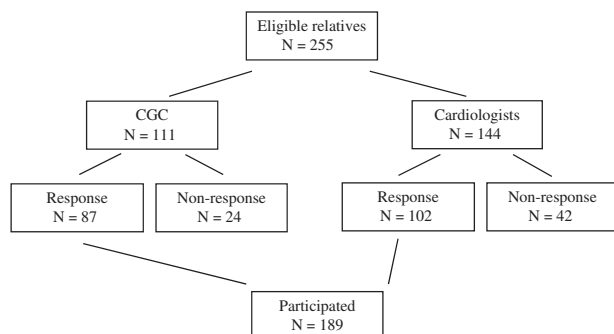 Eligible relatives
N = 255
CGC
N = 111
Cardiologists
N = 144
Response
N = 87
Non-response
N = 24
Response
N = 102
Non-response
N = 42
Participated
N = 189